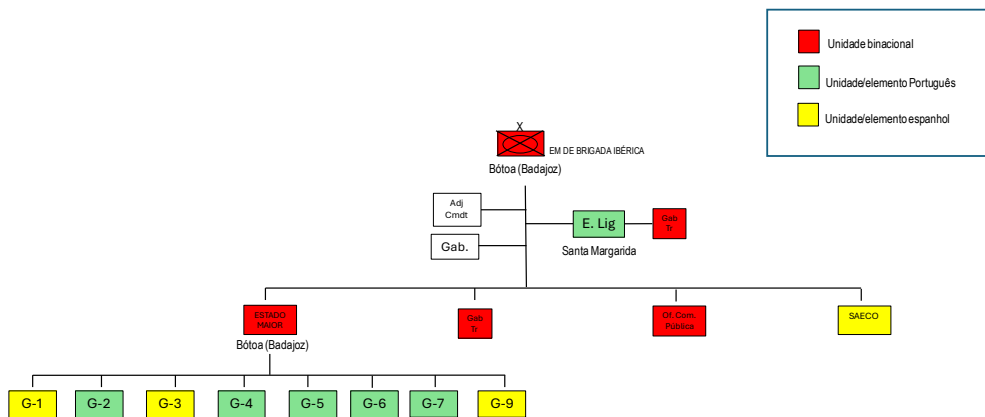 Unidade binacional
Unidade/elemento Português
Unidade/elemento espanhol
X
EM DE BRIGADA IBÉRICA
Bótoa (Badajoz)
Adj
Cmdt
E. Lig
Gab
Tr
Gab.
Santa Margarida
ESTADO
MAIOR
Gab
Tr
Of. Com.
Pública
SAECO
Bótoa (Badajoz)
G-1
G-2
G-3
G-4
G-5
G-6
G-7
G-9